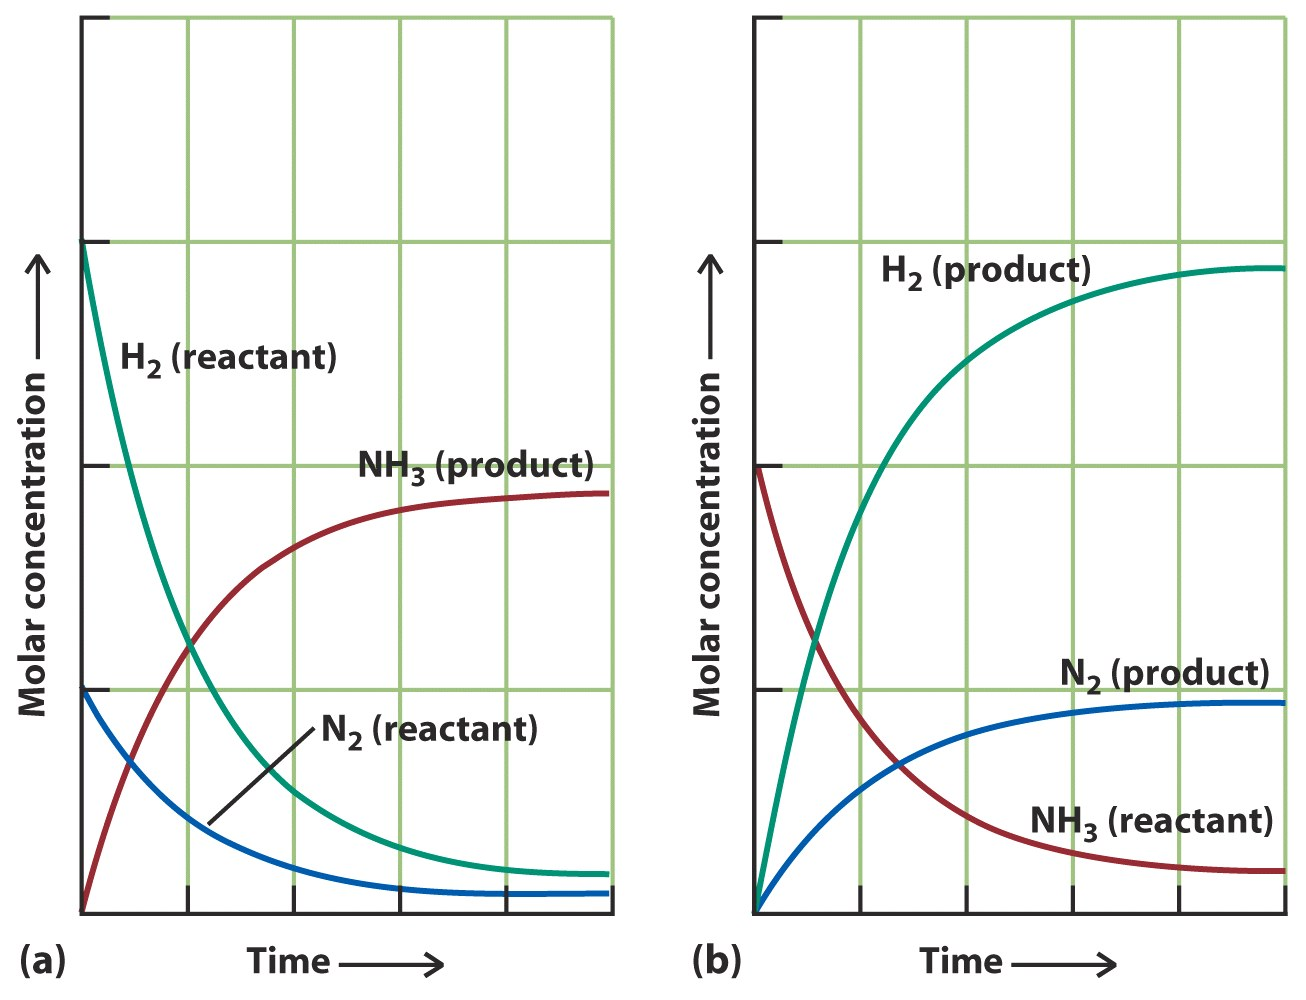 Molar concentration
H₂ (reactant)
NH₃ (product)
N₂ (reactant)
(a)
Time
Molar concentration
H₂ (product)
N₂ (product)
NH₃ (reactant)
(b)
Time